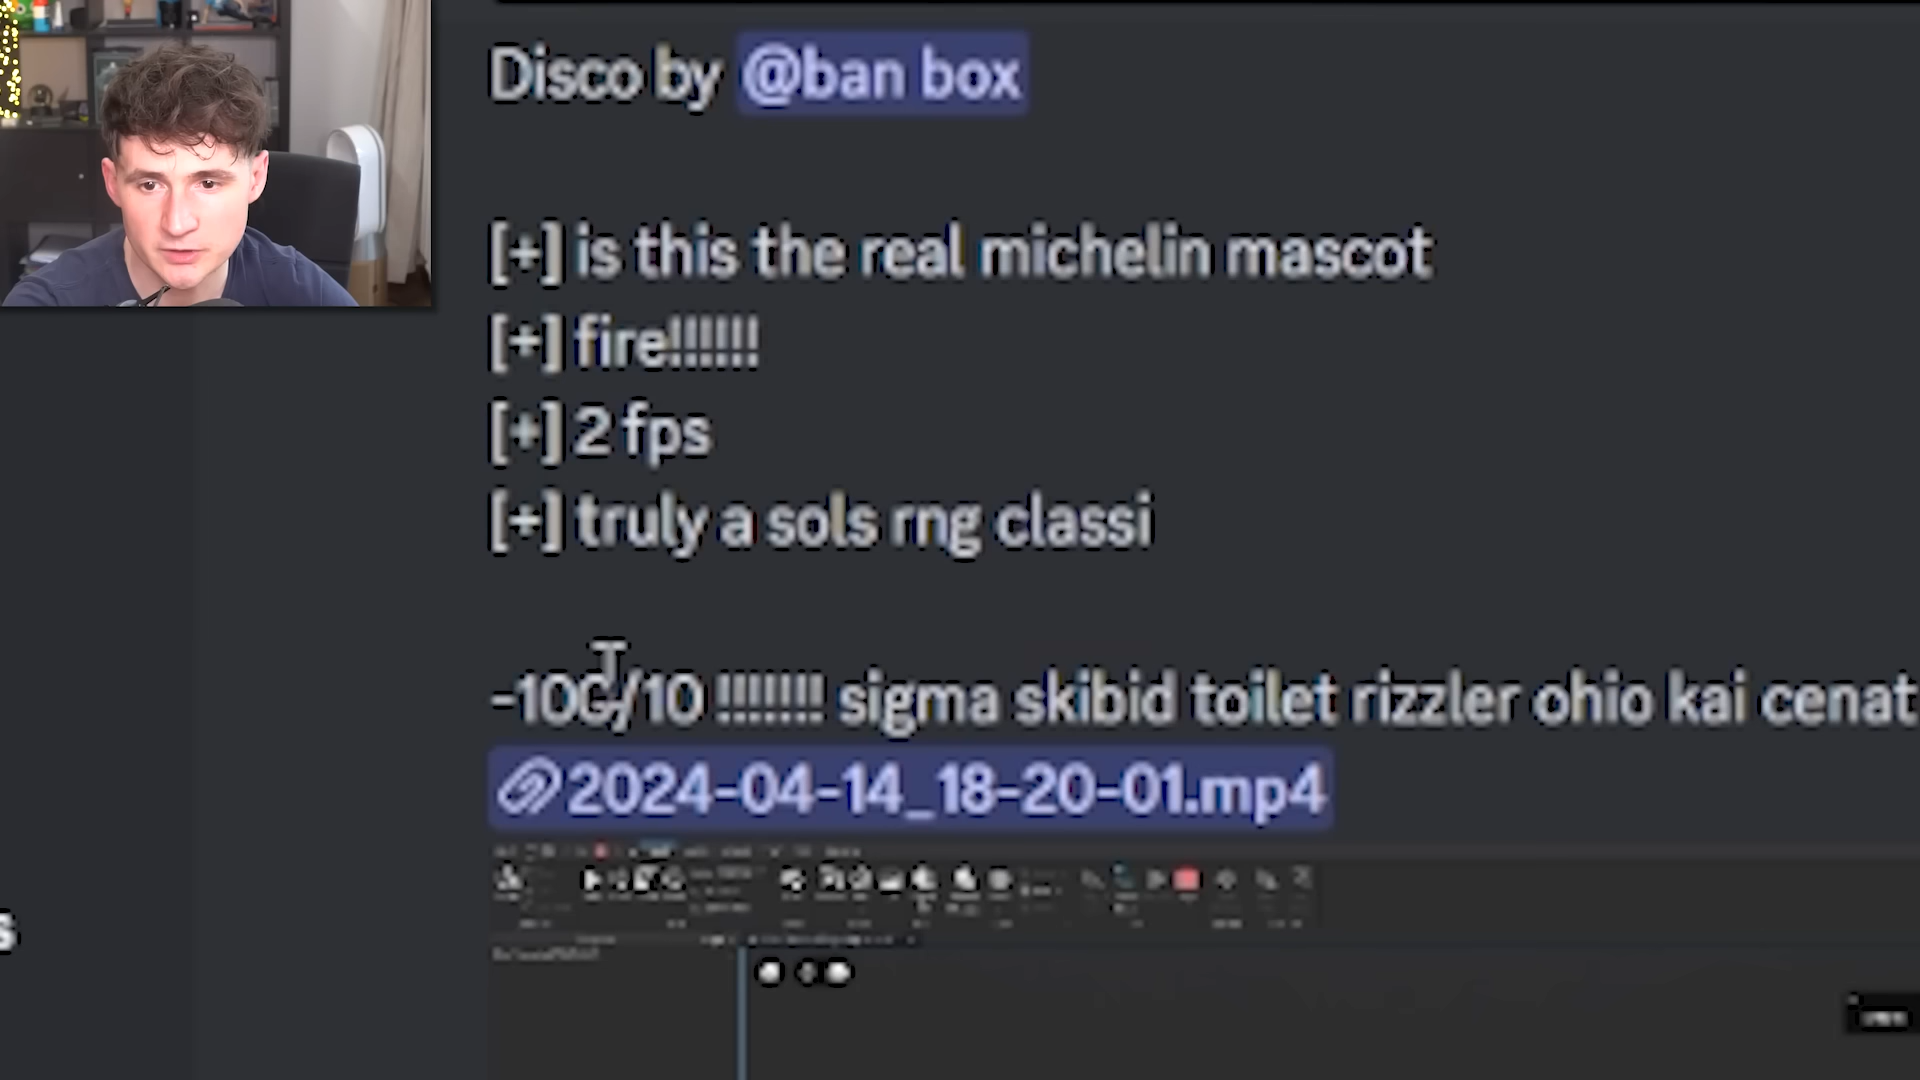 Disco by @ban box
[+] is this the real michelin mascot
[+] fire!!!!!!
[+] 2 fps
[+] truly a sols rng classi
-100/10 !!!!!!! sigma skibid toilet rizzler ohio kai cenat
2024-04-14_18-20-01.mp4
s